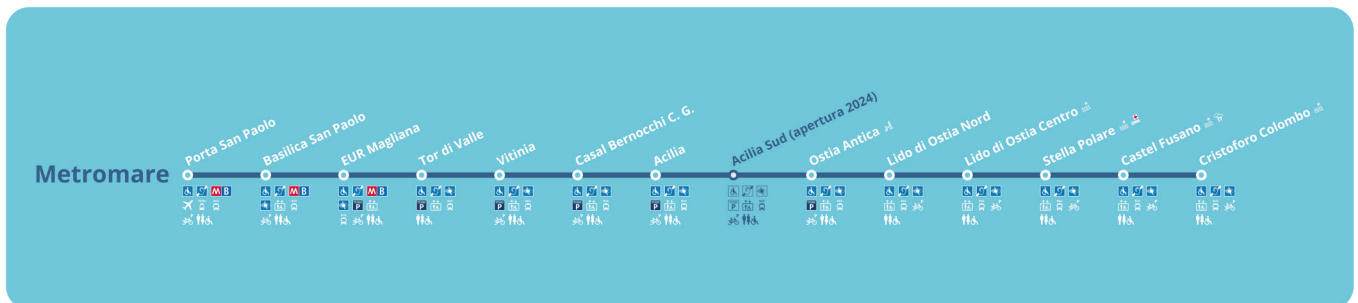 Metromare
Porta San Paolo
Basilica San Paolo
EUR Magliana
Tor di Valle
Vitinia
Casal Bernocchi C. G.
Acilia
Acilia Sud (apertura 2024)
Ostia Antica
Lido di Ostia Nord
Lido di Ostia Centro
Stella Polare
Castel Fusano
Cristoforo Colombo
M B
M B
M B
P
P
P
P
P
P
P